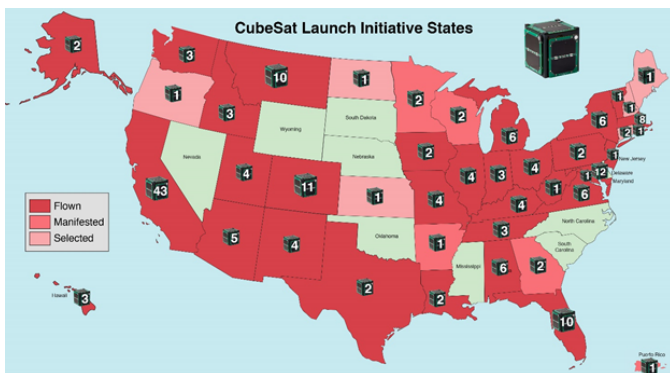 CubeSat Launch Initiative States
2
3
10
1
2
1
1
1
1
South Dakota
2
6
6
8
3
Wyoming
2
1
Nevada
Nebraska
2
2
1
New Jersey
4
4
3
4
12
Delaware
Maryland
43
11
1
4
1
1
6
Flown
4
Manifested
Selected
3
North Carolina
5
4
Oklahoma
1
South
Carolina
Mississippi
6
2
2
2
Hawaii
3
10
Puerto Rico
1